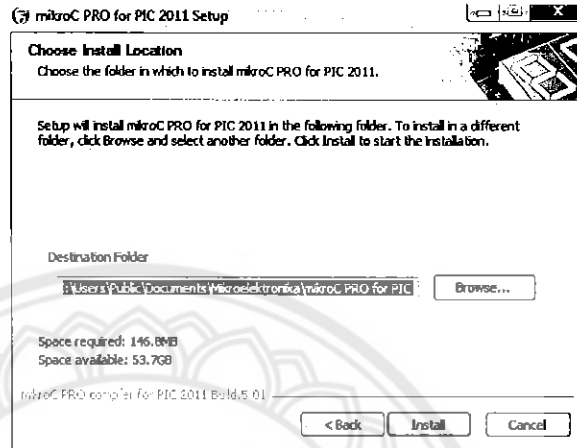 mikroC PRO for PIC 2011 Setup
Choose Install Location
Choose the folder in which to install mikroC PRO for PIC 2011.
Setup will install mikroC PRO for PIC 2011 in the following folder. To install in a different
folder, click Browse and select another folder. Click Install to start the installation.
Destination Folder
:\Users\Public\Documents\Mikroelektronika\mikroC PRO for PIC
Browse...
Space required: 146.8MB
Space available: 53.7GB
mikroC PRO compiler for PIC 2011 Build.5.01
< Back
Install
Cancel